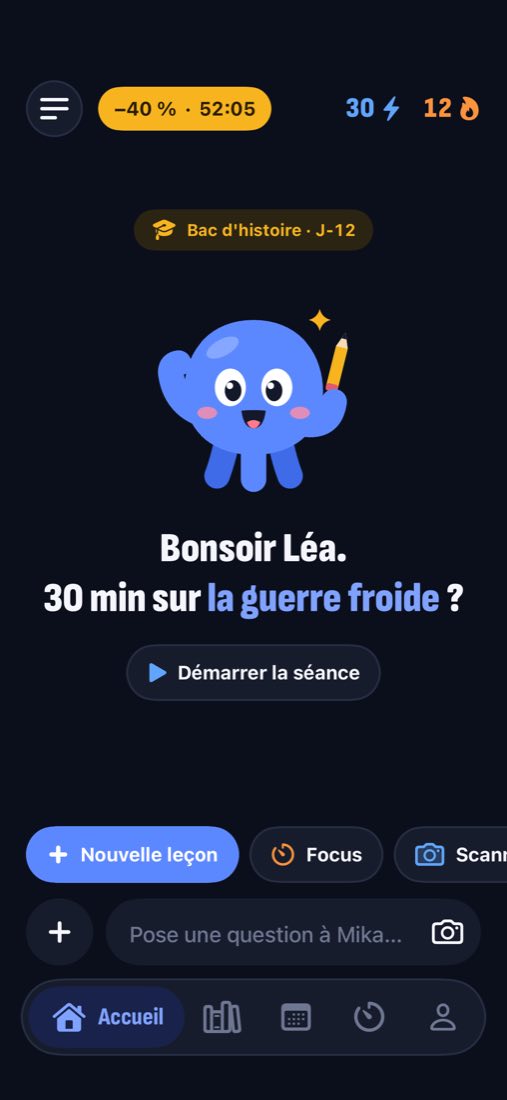 –40 % · 52:05
30
12
Bac d'histoire · J-12
Bonsoir Léa.
30 min sur la guerre froide ?
Démarrer la séance
Nouvelle leçon
Focus
Scann
Pose une question à Mika...
Accueil